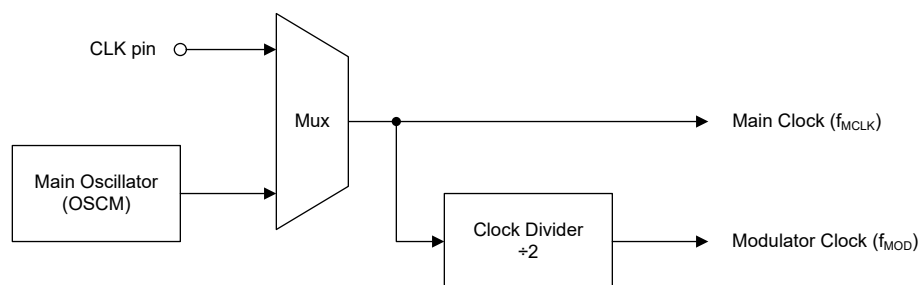 CLK pin
Mux
Main Clock (fMCLK)
Main Oscillator
(OSCM)
Clock Divider
÷2
Modulator Clock (fMOD)